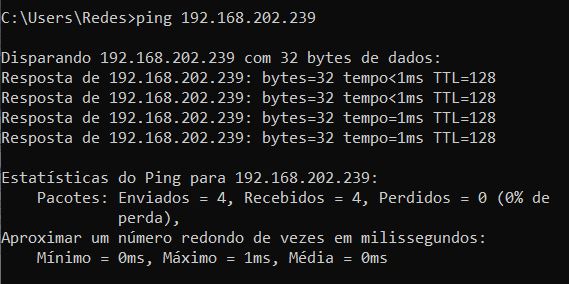 C:\Users\Redes>ping 192.168.202.239
Disparando 192.168.202.239 com 32 bytes de dados:
Resposta de 192.168.202.239: bytes=32 tempo<1ms TTL=128
Resposta de 192.168.202.239: bytes=32 tempo<1ms TTL=128
Resposta de 192.168.202.239: bytes=32 tempo=1ms TTL=128
Resposta de 192.168.202.239: bytes=32 tempo=1ms TTL=128
Estatísticas do Ping para 192.168.202.239:
    Pacotes: Enviados = 4, Recebidos = 4, Perdidos = 0 (0% de
             perda),
Aproximar um número redondo de vezes em milissegundos:
    Mínimo = 0ms, Máximo = 1ms, Média = 0ms